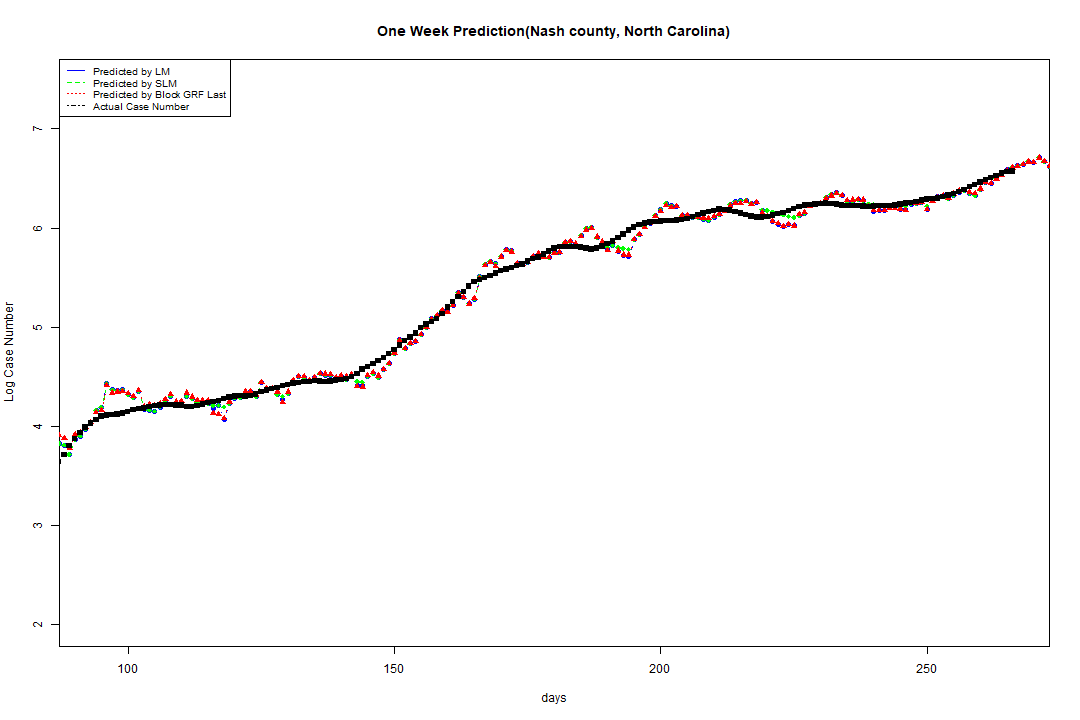 One Week Prediction(Nash county, North Carolina)
Predicted by LM
Predicted by SLM
Predicted by Block GRF Last
Actual Case Number
7
6
5
4
3
2
Log Case Number
100 150 200 250
days